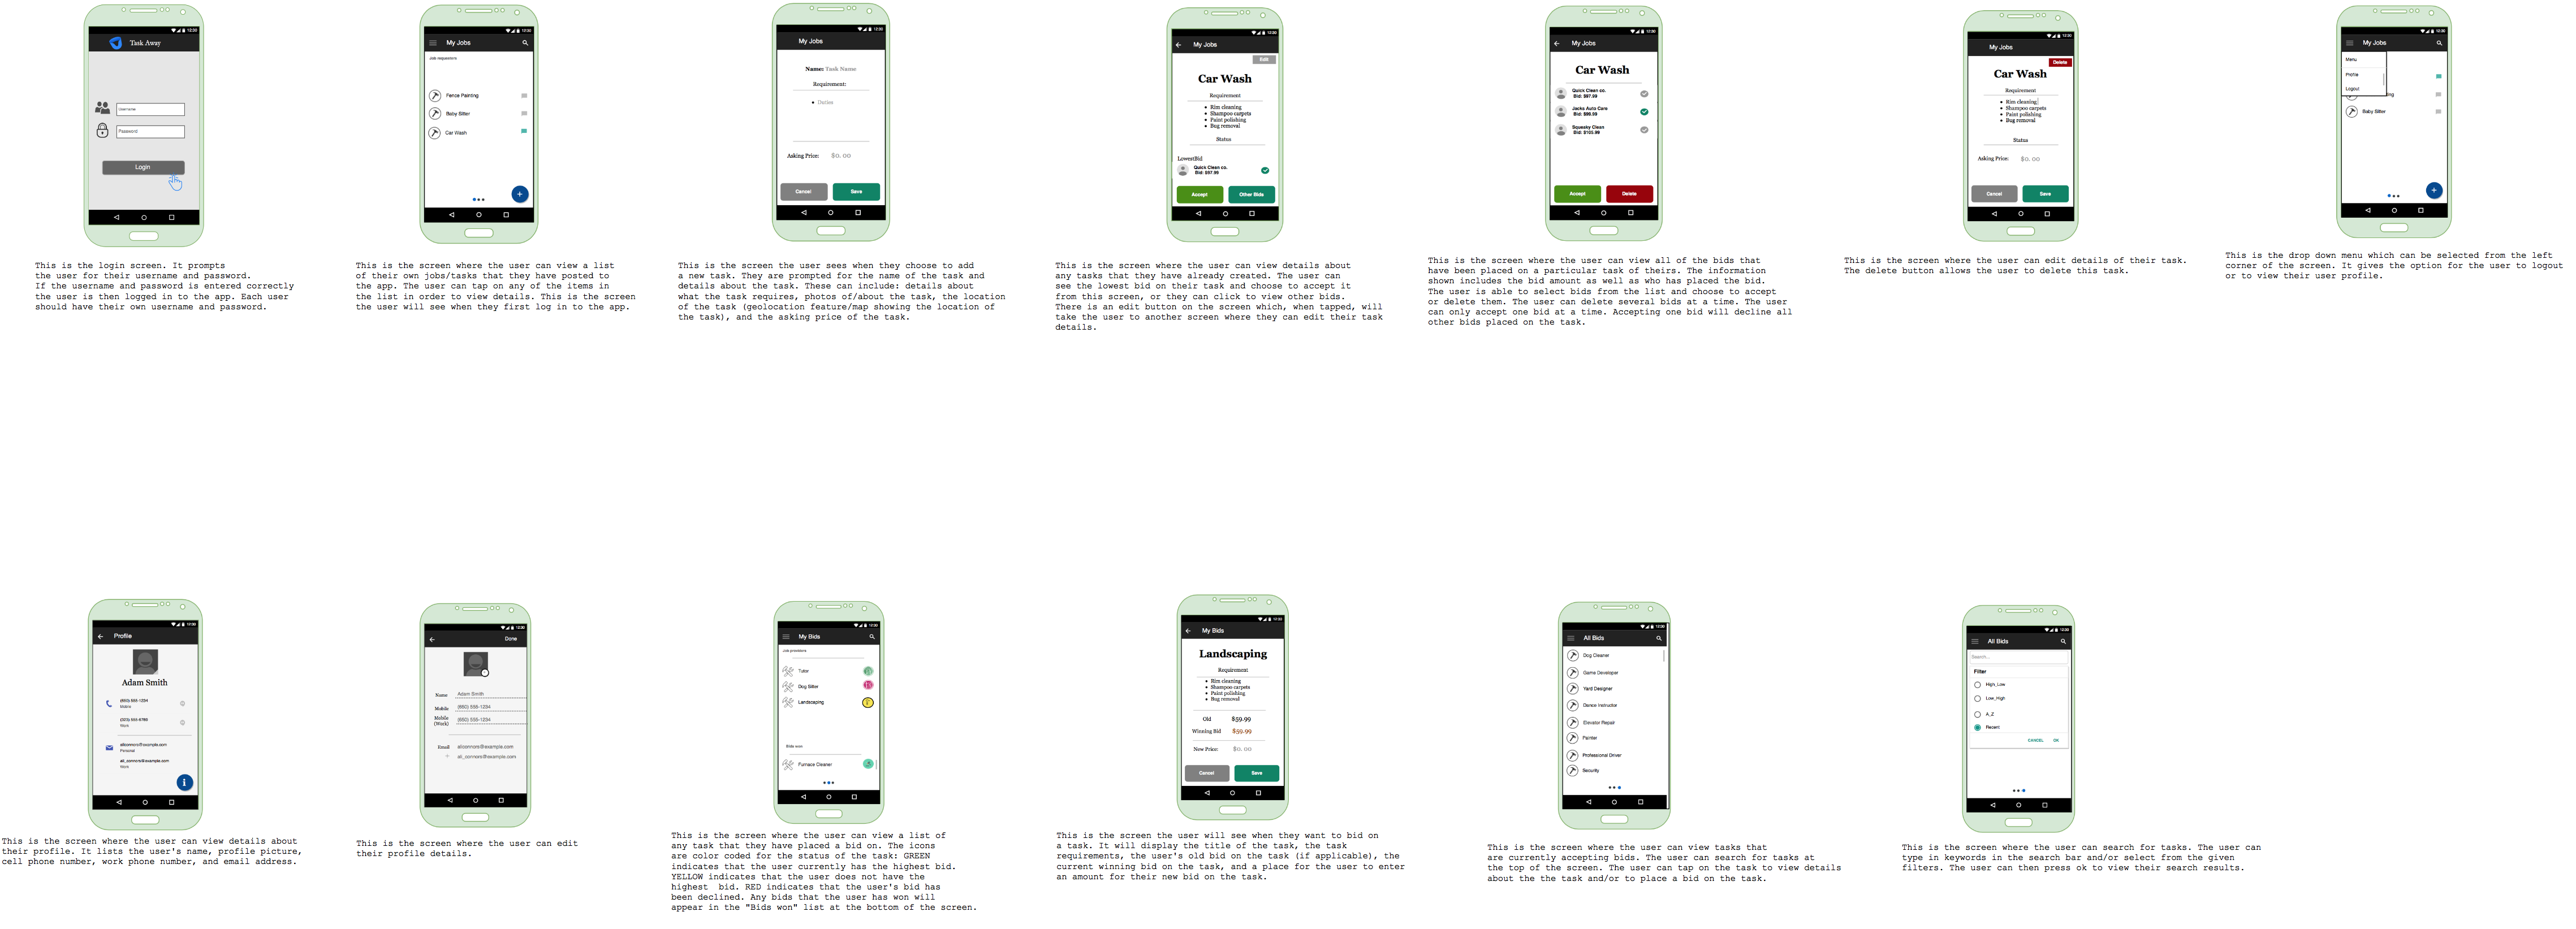 12:30
Task Away
Username
Password
Login
This is the login screen. It prompts
the user for their username and password.
If the username and password is entered correctly
the user is then logged in to the app. Each user
should have their own username and password.
12:30
My Jobs
Job requestors
Fence Painting
Baby Sitter
Car Wash
+
This is the screen where the user can view a list
of their own jobs/tasks that they have posted to
the app. The user can tap on any of the items in
the list in order to view details. This is the screen
the user will see when they first log in to the app.
12:30
My Jobs
Name: Task Name
Requirement:
• Duties
Asking Price: $0. 00
Cancel Save
This is the screen the user sees when they choose to add
a new task. They are prompted for the name of the task and
details about the task. These can include: details about
what the task requires, photos of/about the task, the location
of the task (geolocation feature/map showing the location of
the task), and the asking price of the task.
12:30
My Jobs
Edit
Car Wash
Requirement
• Rim cleaning
• Shampoo carpets
• Paint polishing
• Bug removal
Status
LowestBid
Quick Clean co.
Bid: $97.99
Accept Other Bids
This is the screen where the user can view details about
any tasks that they have already created. The user can
see the lowest bid on their task and choose to accept it
from this screen, or they can click to view other bids.
There is an edit button on the screen which, when tapped, will
take the user to another screen where they can edit their task
details.
12:30
My Jobs
Car Wash
Quick Clean co.
Bid: $97.99
Jacks Auto Care
Bid: $98.99
Squeaky Clean
Bid: $105.99
Accept Delete
This is the screen where the user can view all of the bids that
have been placed on a particular task of theirs. The information
shown includes the bid amount as well as who has placed the bid.
The user is able to select bids from the list and choose to accept
or delete them. The user can delete several bids at a time. The user
can only accept one bid at a time. Accepting one bid will decline all
other bids placed on the task.
12:30
My Jobs
Delete
Car Wash
Requirement
• Rim cleaning
• Shampoo carpets
• Paint polishing
• Bug removal
Status
Asking Price: $0. 00
Cancel Save
This is the screen where the user can edit details of their task.
The delete button allows the user to delete this task.
12:30
My Jobs
Menu
Profile
Logout
ing
Baby Sitter
+
This is the drop down menu which can be selected from the left
corner of the screen. It gives the option for the user to logout
or to view their user profile.
12:30
Profile
Adam Smith
(650) 555-1234
Mobile
(323) 555-6789
Work
aliconnors@example.com
Personal
ali_connors@example.com
Work
i
This is the screen where the user can view details about
their profile. It lists the user's name, profile picture,
cell phone number, work phone number, and email address.
12:30
Done
Name Adam Smith
Mobile (650) 555-1234
Mobile (Work) (650) 555-1234
Email aliconnors@example.com
+ ali_connors@example.com
This is the screen where the user can edit
their profile details.
12:30
My Bids
Job providers
Tutor
Dog Sitter
Landscaping
Bids won
Furnace Cleaner
This is the screen where the user can view a list of
any task that they have placed a bid on. The icons
are color coded for the status of the task: GREEN
indicates that the user currently has the highest bid.
YELLOW indicates that the user does not have the
highest bid. RED indicates that the user's bid has
been declined. Any bids that the user has won will
appear in the "Bids won" list at the bottom of the screen.
12:30
My Bids
Landscaping
Requirement
• Rim cleaning
• Shampoo carpets
• Paint polishing
• Bug removal
Old $59.99
Winning Bid $59.99
New Price: $0. 00
Cancel Save
This is the screen the user will see when they want to bid on
a task. It will display the title of the task, the task
requirements, the user's old bid on the task (if applicable), the
current winning bid on the task, and a place for the user to enter
an amount for their new bid on the task.
12:30
All Bids
Dog Cleaner
Game Developer
Yard Designer
Dance Instructor
Elevator Repair
Painter
Professional Driver
Security
This is the screen where the user can view tasks that
are currently accepting bids. The user can search for tasks at
the top of the screen. The user can tap on the task to view details
about the the task and/or to place a bid on the task.
12:30
All Bids
Search...
Filter
High_Low
Low_High
A_Z
Recent
CANCEL OK
This is the screen where the user can search for tasks. The user can
type in keywords in the search bar and/or select from the given
filters. The user can then press ok to view their search results.